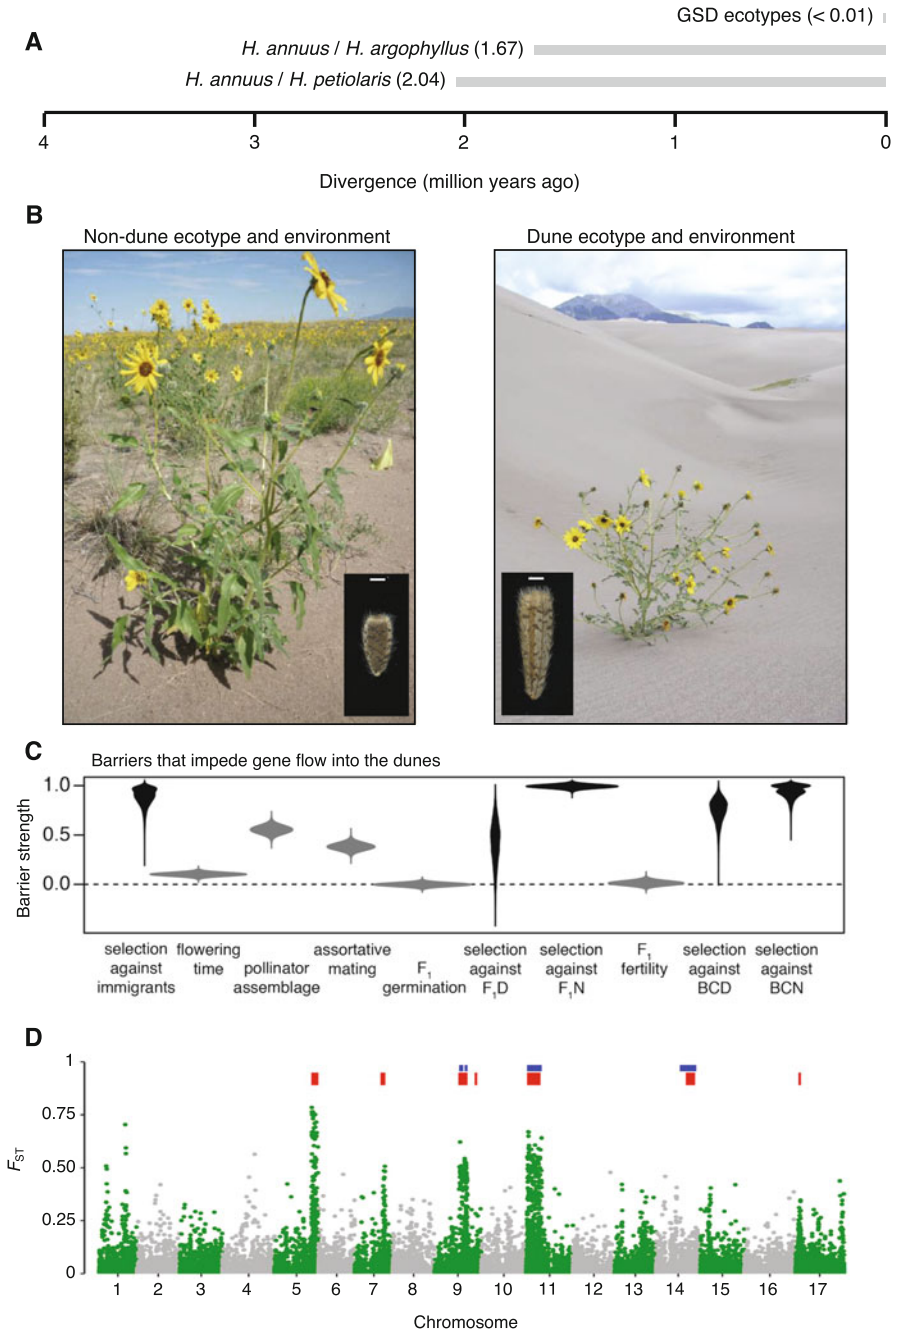 A
GSD ecotypes (< 0.01)
H. annuus / H. argophyllus (1.67)
H. annuus / H. petiolaris (2.04)
4 3 2 1 0
Divergence (million years ago)
B
Non-dune ecotype and environment
Dune ecotype and environment
C
Barriers that impede gene flow into the dunes
Barrier strength
1.0
0.5
0.0
selection against immigrants
flowering time
pollinator assemblage
assortative mating
F1 germination
selection against F1D
selection against F1N
F1 fertility
selection against BCD
selection against BCN
D
FST
1
0.75
0.50
0.25
0
1 2 3 4 5 6 7 8 9 10 11 12 13 14 15 16 17
Chromosome